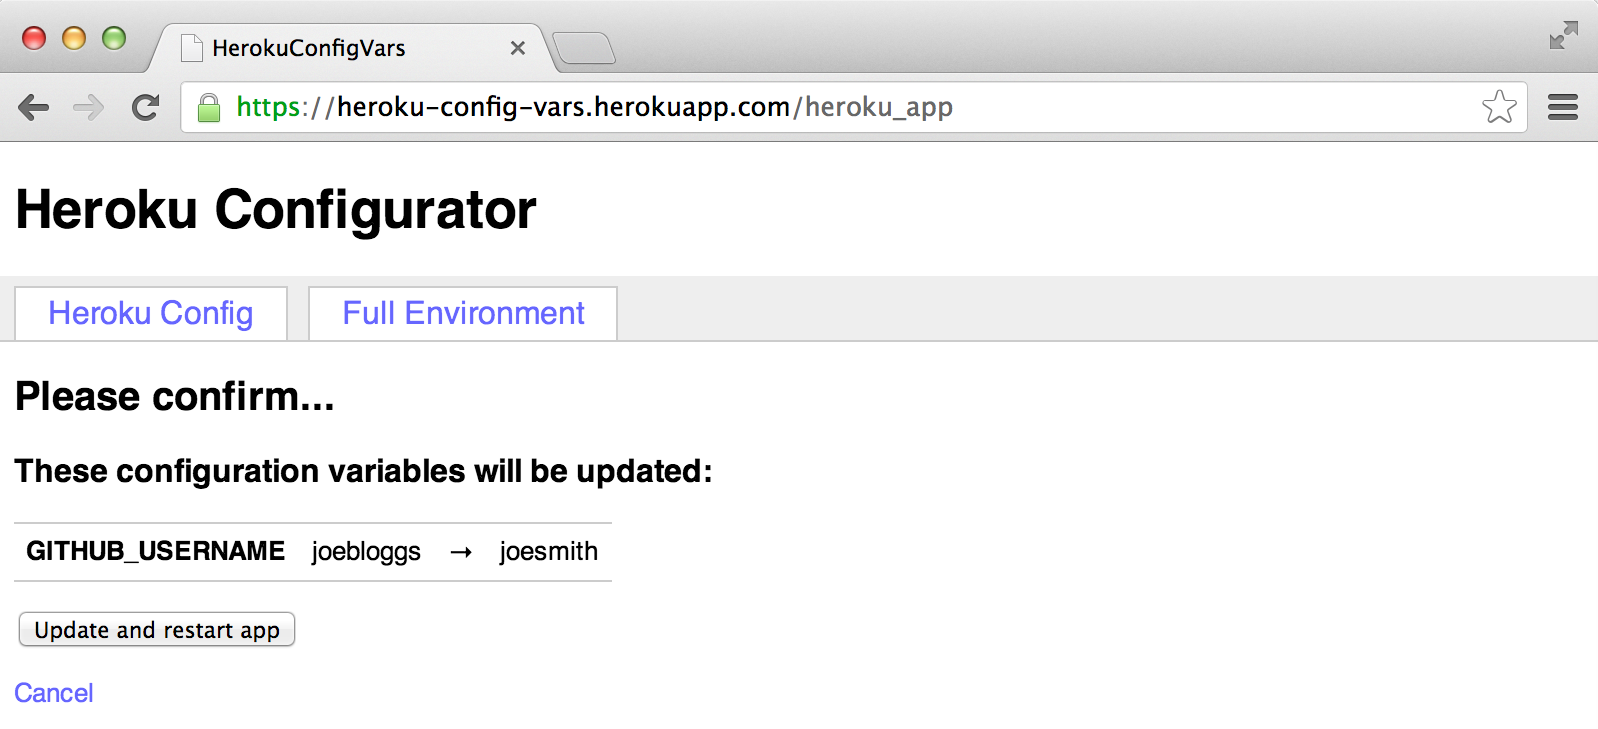 HerokuConfigVars
https://heroku-config-vars.herokuapp.com/heroku_app
Heroku Configurator
Heroku Config Full Environment
Please confirm...
These configuration variables will be updated:
GITHUB_USERNAME joebloggs → joesmith
Update and restart app
Cancel